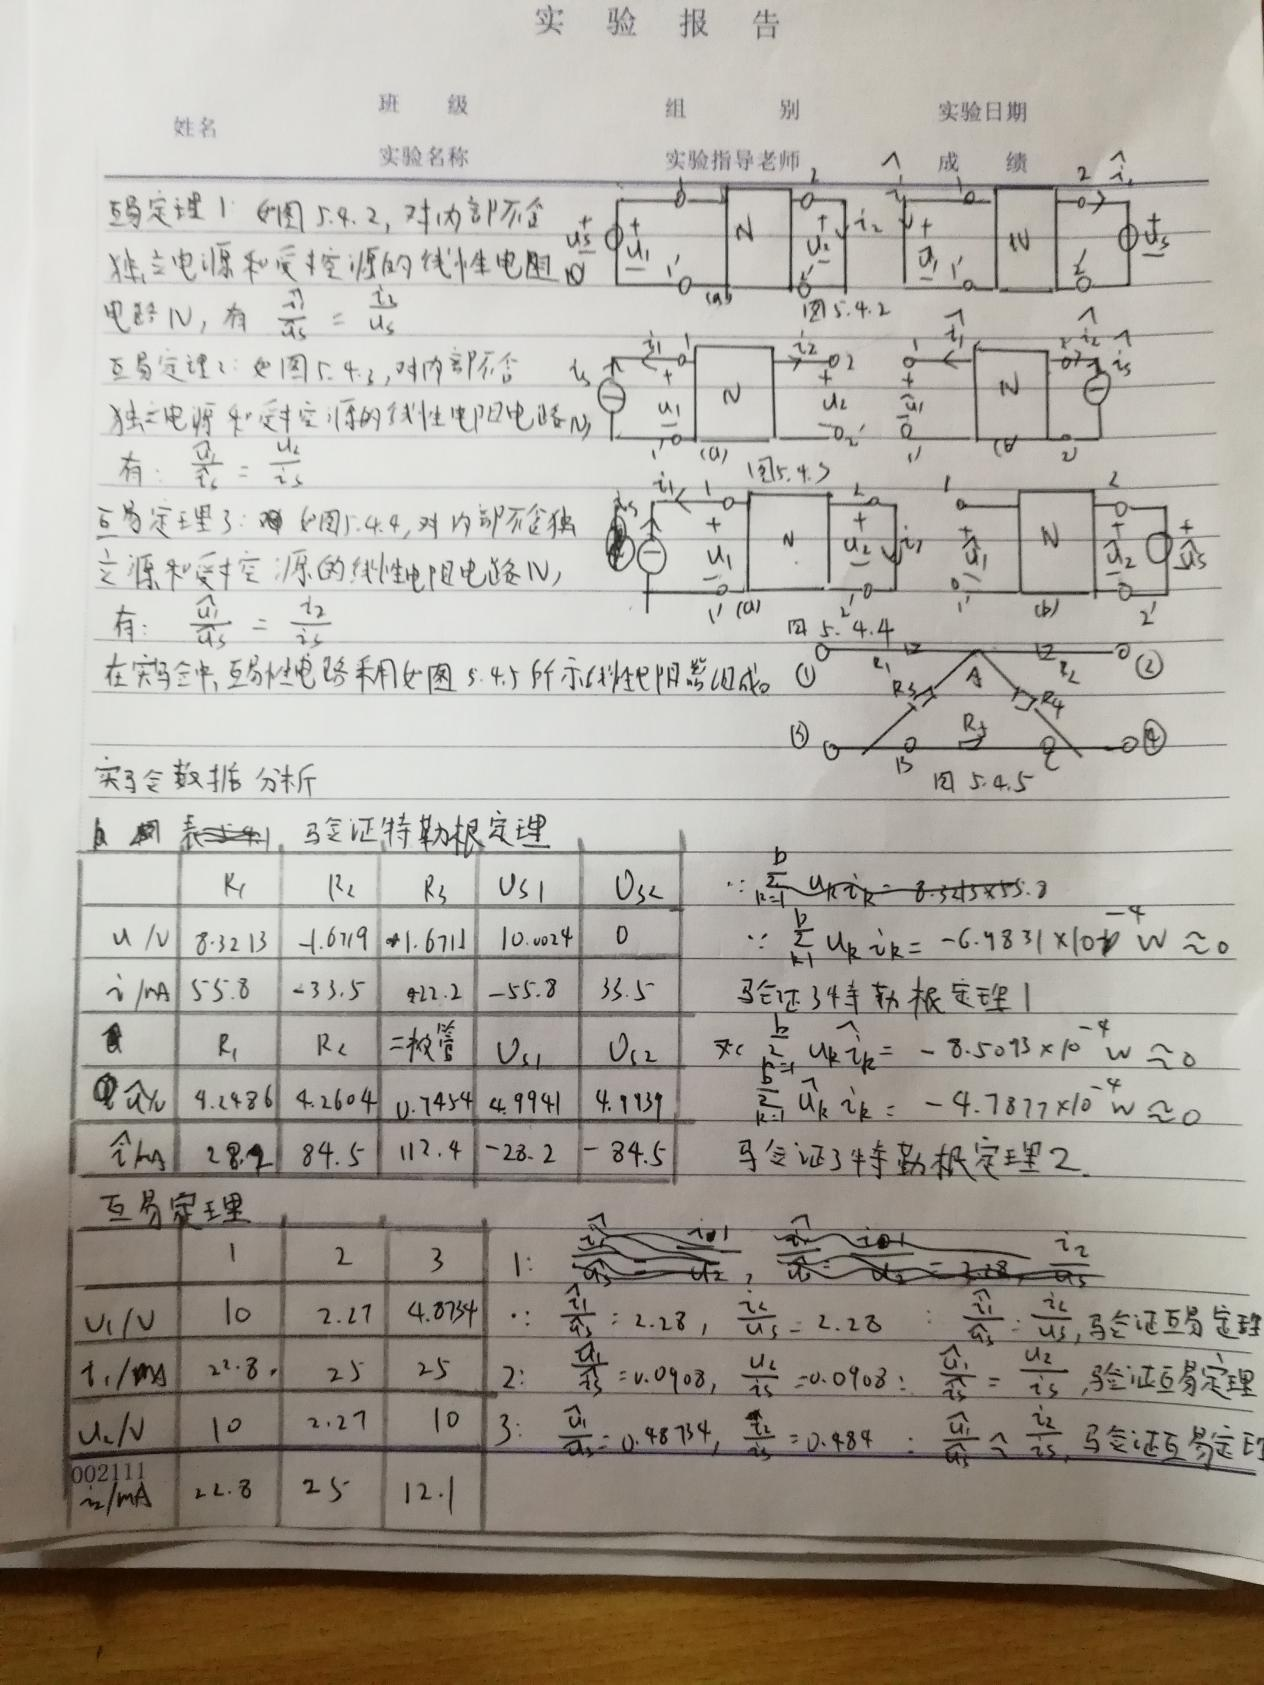 实验报告
班级 组别 实验日期
姓名
实验名称 实验指导老师 成绩
互易定理1: 如图5.4.2, 对内部不含
独立电源和受控源的线性电阻
电路N, 有 î₁/ûs = i₂/us
图5.4.2
互易定理2: 如图5.4.3, 对内部不含
独立电源和受控源的线性电阻电路N,
有: û₁/îs = u₂/is
图5.4.3
互易定理3: 如图5.4.4, 对内部不含独
立源和受控源的线性电阻电路N,
有: û₁/ûs = i₂/is
图5.4.4
在实验中, 互易性电路采用如图5.4.5所示线性电阻器组成。
① R₁ R₂ ②
R₃ A R₄
③ B R₅ C ④
图5.4.5
实验数据分析
表 验证特勒根定理
R₁ R₂ R₃ US1 US2
u/V 8.3213 -1.6719 1.6711 10.0024 0
i/mA 55.8 -33.5 22.2 -55.8 33.5
R₁ R₂ 二极管 US1 US2
û/V 4.2486 4.2604 0.7454 4.9941 4.9939
î/mA 28.2 84.5 112.4 -28.2 -84.5
∵ Σ(k=1→b) uk ik = -6.4831×10⁻⁴ W ≈ 0
验证了特勒根定理1
Σ(k=1→b) uk îk = -8.5093×10⁻⁴ W ≈ 0
Σ(k=1→b) ûk ik = -4.7877×10⁻⁴ W ≈ 0
验证了特勒根定理2.
互易定理
1 2 3
U₁/V 10 2.27 4.8734
i₁/mA 22.8 25 25
U₂/V 10 2.27 10
i₂/mA 22.8 25 12.1
1:
∵ î₁/ûs = 2.28, i₂/us = 2.28 ∴ î₁/ûs = i₂/us, 验证互易定理
2: û₁/îs = 0.0908, u₂/is = 0.0908 ∴ û₁/îs = u₂/is, 验证互易定理
3: û₁/ûs = 0.48734, i₂/is = 0.484 ∴ û₁/ûs ≈ i₂/is, 验证互易定理
002111